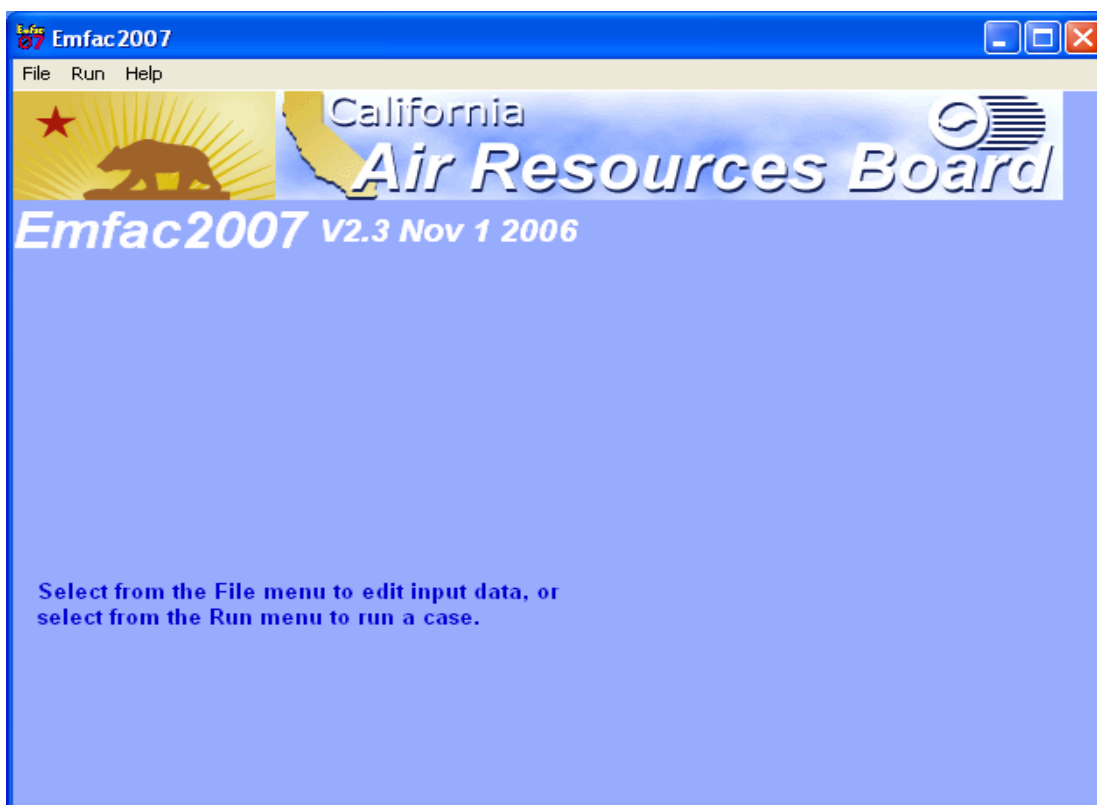 Emfac2007
File Run Help
California
Air Resources Board
Emfac2007 V2.3 Nov 1 2006
Select from the File menu to edit input data, or
select from the Run menu to run a case.